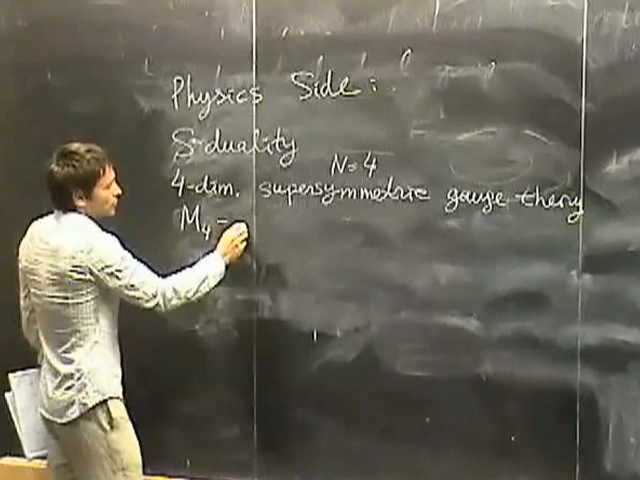 Physics Side:
S-duality
N=4
4-dim. supersymmetric gauge theory
M₄ =